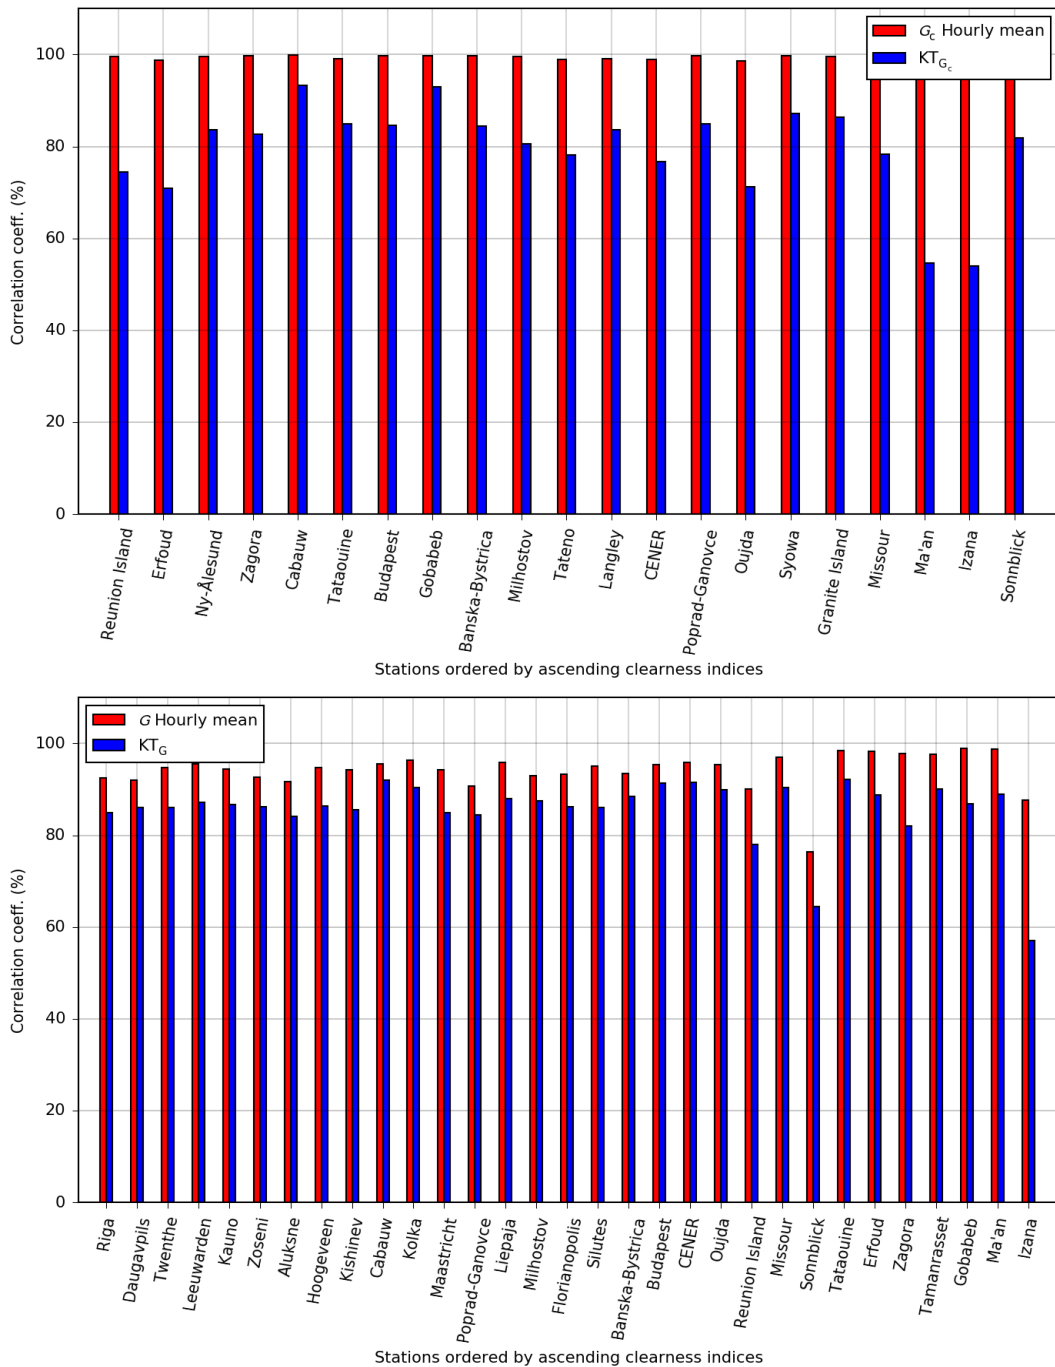 G_c Hourly mean
KT_G_c
Correlation coeff. (%)
100
80
60
40
20
0
Reunion Island
Erfoud
Ny-Ålesund
Zagora
Cabauw
Tataouine
Budapest
Gobabeb
Banska-Bystrica
Milhostov
Tateno
Langley
CENER
Poprad-Ganovce
Oujda
Syowa
Granite Island
Missour
Ma'an
Izana
Sonnblick
Stations ordered by ascending clearness indices
G Hourly mean
KT_G
Correlation coeff. (%)
100
80
60
40
20
0
Riga
Daugavpils
Twenthe
Leeuwarden
Kauno
Zoseni
Aluksne
Hoogeveen
Kishinev
Cabauw
Kolka
Maastricht
Poprad-Ganovce
Liepaja
Milhostov
Florianopolis
Silutes
Banska-Bystrica
Budapest
CENER
Oujda
Reunion Island
Missour
Sonnblick
Tataouine
Erfoud
Zagora
Tamanrasset
Gobabeb
Ma'an
Izana
Stations ordered by ascending clearness indices